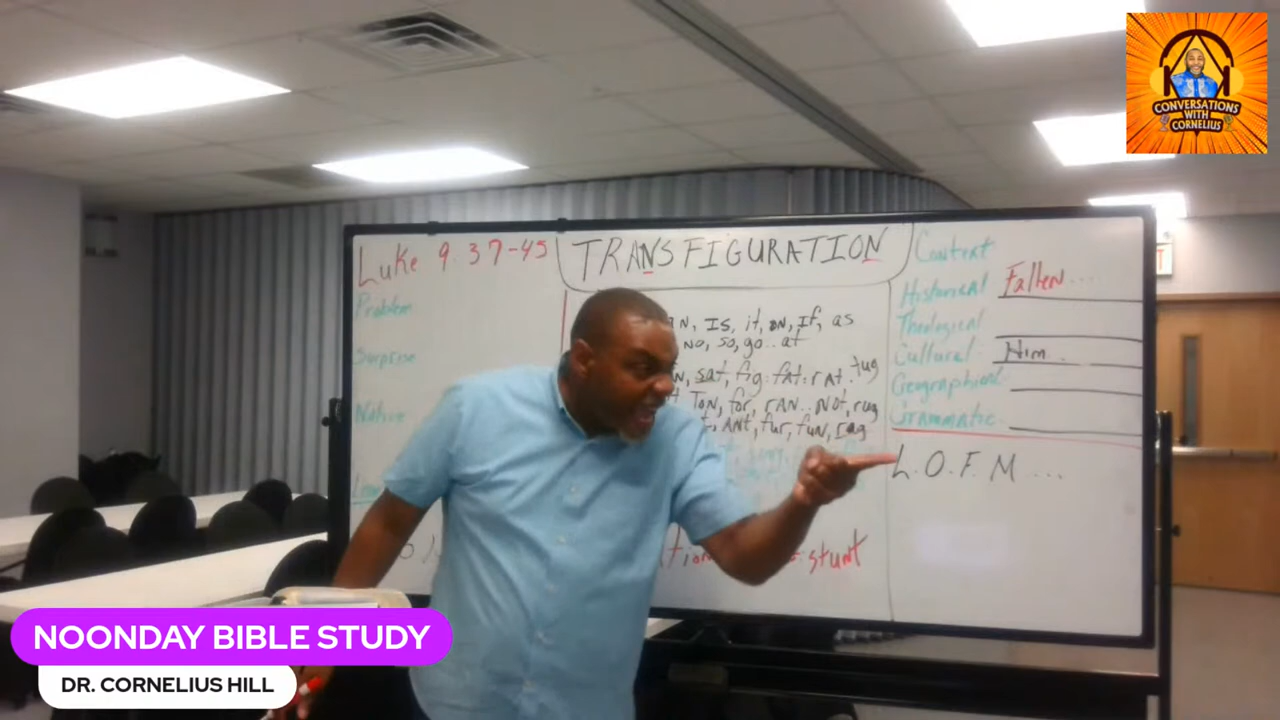 CONVERSATIONS
WITH
CORNELIUS
Luke 9 37-45
TRANSFIGURATION
Problem
Surprise
Native
IS, it, ON, If, as
NO, so, go.. at
sat, fig. fat. rAt. tug
TON, for, rAN.. Not, rug
ANT, fur, fUN, rag
stunt
Context
Historical Fallen ....
Theological
Cultural Him..
Geographical
Grammatic
L.O.F.M ....
NOONDAY BIBLE STUDY
DR. CORNELIUS HILL